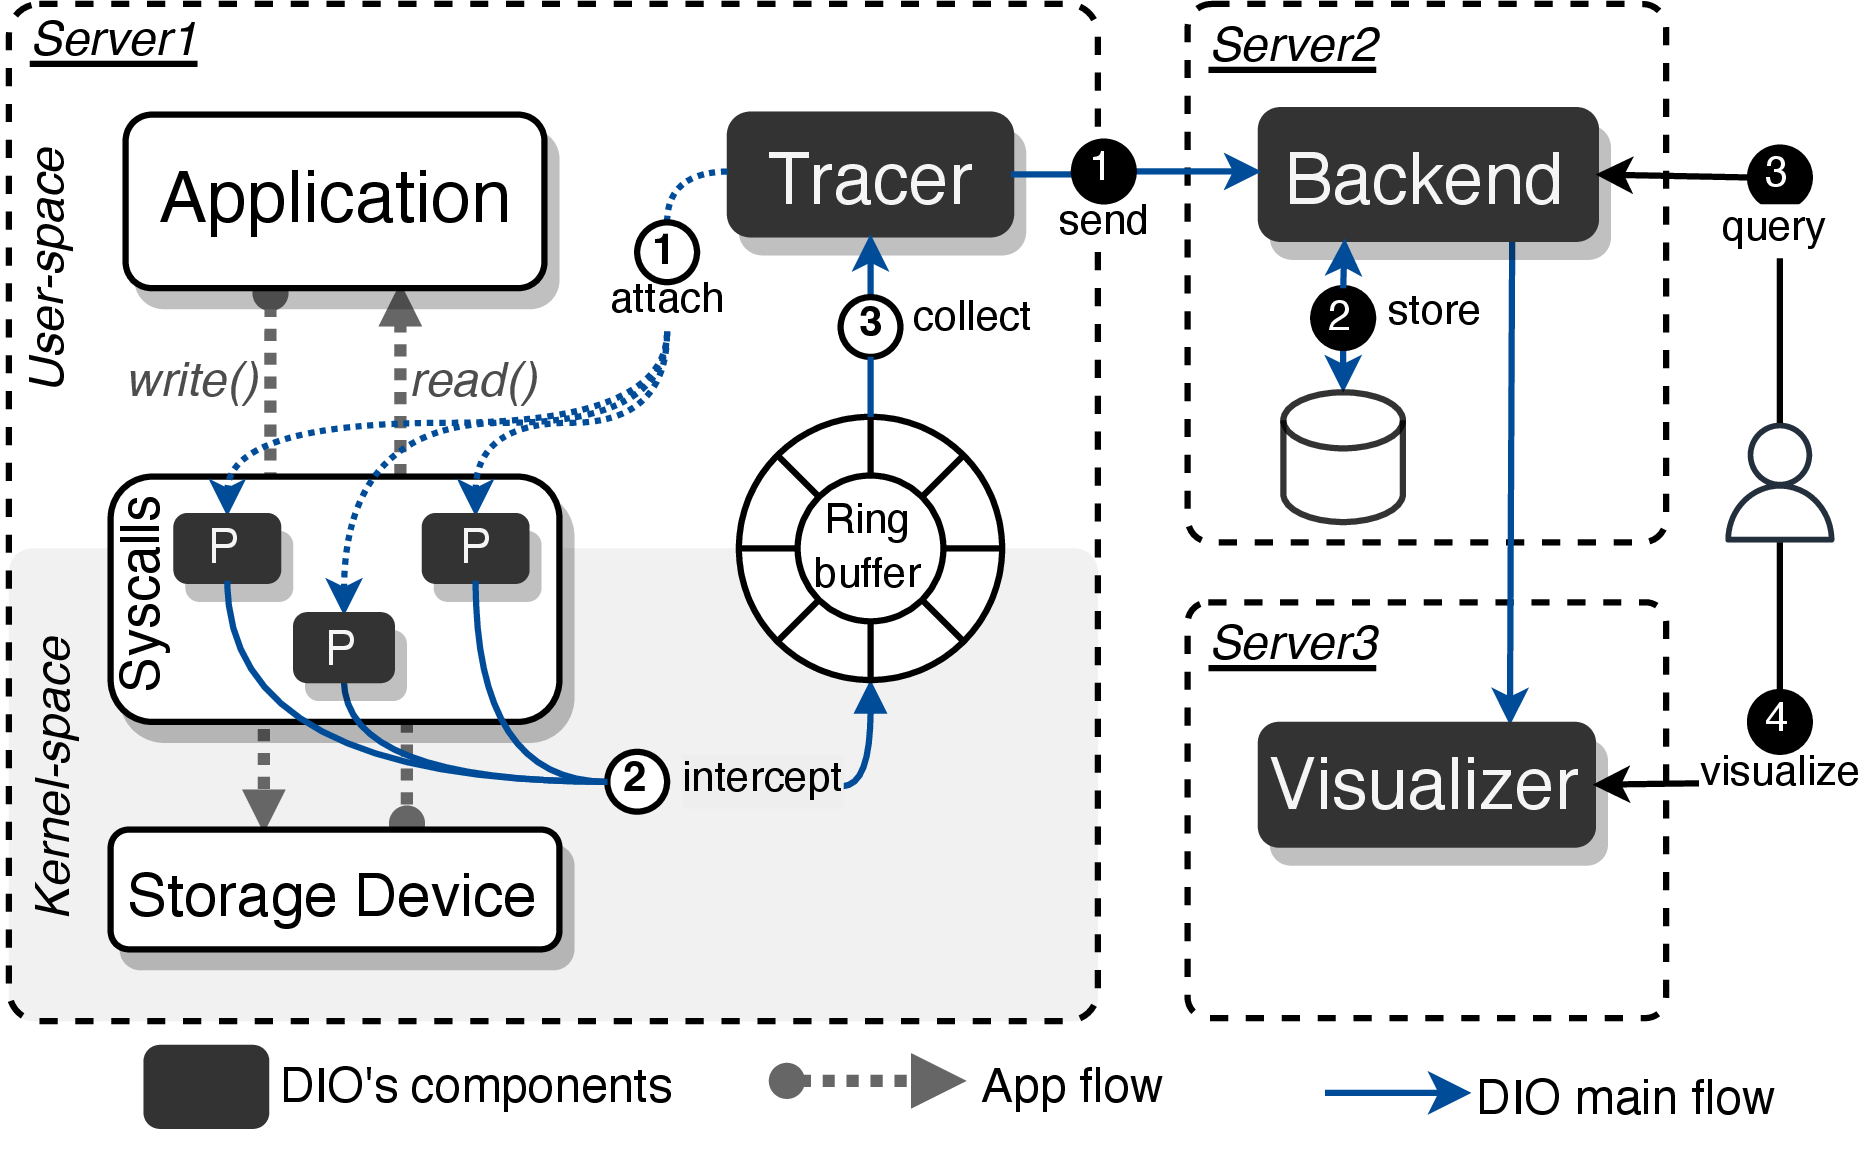 Server1
User-space
Application
write()
read()
1
attach
Tracer
3
collect
1
send
Syscalls
P
P
P
Ring
buffer
2
intercept
Kernel-space
Storage Device
Server2
Backend
2
store
3
query
Server3
Visualizer
4
visualize
DIO's components
App flow
DIO main flow